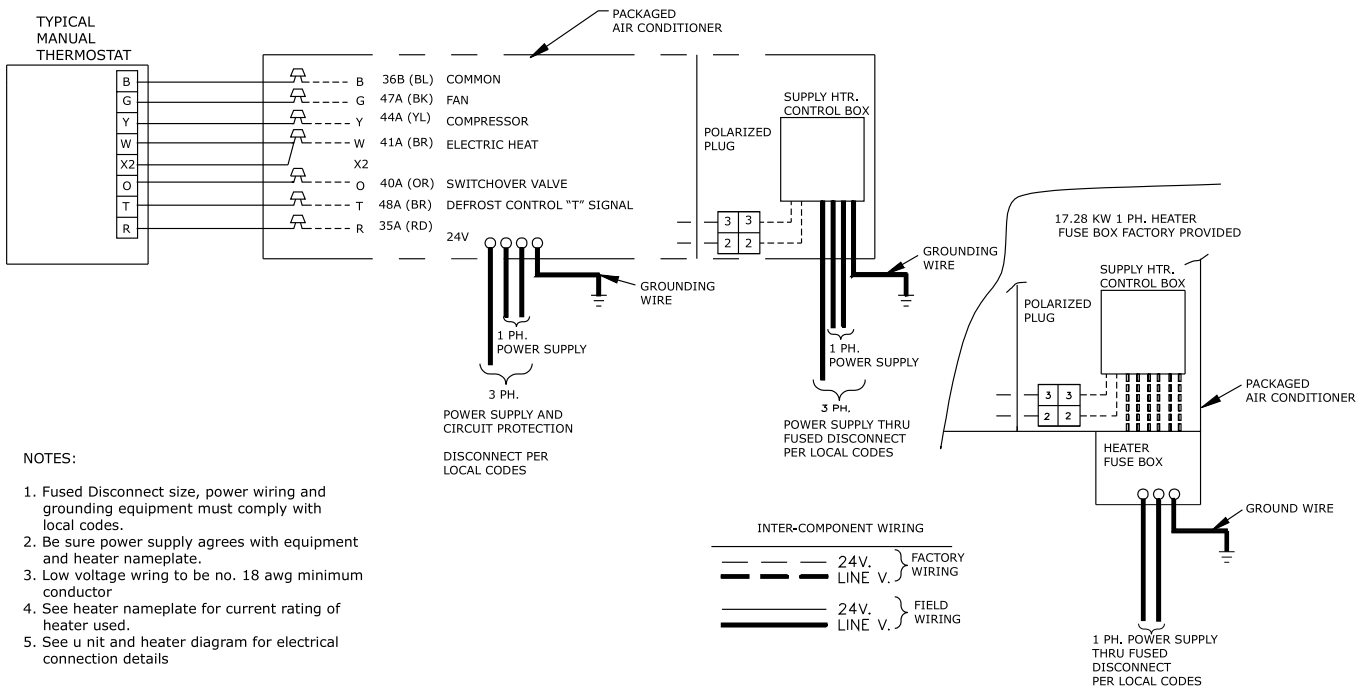 TYPICAL
MANUAL
THERMOSTAT
PACKAGED
AIR CONDITIONER
B
G
Y
W
X2
O
T
R
B 36B (BL) COMMON
G 47A (BK) FAN
Y 44A (YL) COMPRESSOR
W 41A (BR) ELECTRIC HEAT
X2
O 40A (OR) SWITCHOVER VALVE
T 48A (BR) DEFROST CONTROL “T” SIGNAL
R 35A (RD)
24V
GROUNDING
WIRE
1 PH.
POWER SUPPLY
3 PH.
POWER SUPPLY AND
CIRCUIT PROTECTION
DISCONNECT PER
LOCAL CODES
SUPPLY HTR.
CONTROL BOX
POLARIZED
PLUG
3 3
2 2
GROUNDING
WIRE
1 PH.
POWER SUPPLY
3 PH.
POWER SUPPLY THRU
FUSED DISCONNECT
PER LOCAL CODES
17.28 KW 1 PH. HEATER
FUSE BOX FACTORY PROVIDED
SUPPLY HTR.
CONTROL BOX
POLARIZED
PLUG
3 3
2 2
PACKAGED
AIR CONDITIONER
HEATER
FUSE BOX
GROUND WIRE
1 PH. POWER SUPPLY
THRU FUSED
DISCONNECT
PER LOCAL CODES
NOTES:
1. Fused Disconnect size, power wiring and
grounding equipment must comply with
local codes.
2. Be sure power supply agrees with equipment
and heater nameplate.
3. Low voltage wring to be no. 18 awg minimum
conductor
4. See heater nameplate for current rating of
heater used.
5. See u nit and heater diagram for electrical
connection details
INTER-COMPONENT WIRING
24V.
LINE V.
FACTORY
WIRING
24V.
LINE V.
FIELD
WIRING